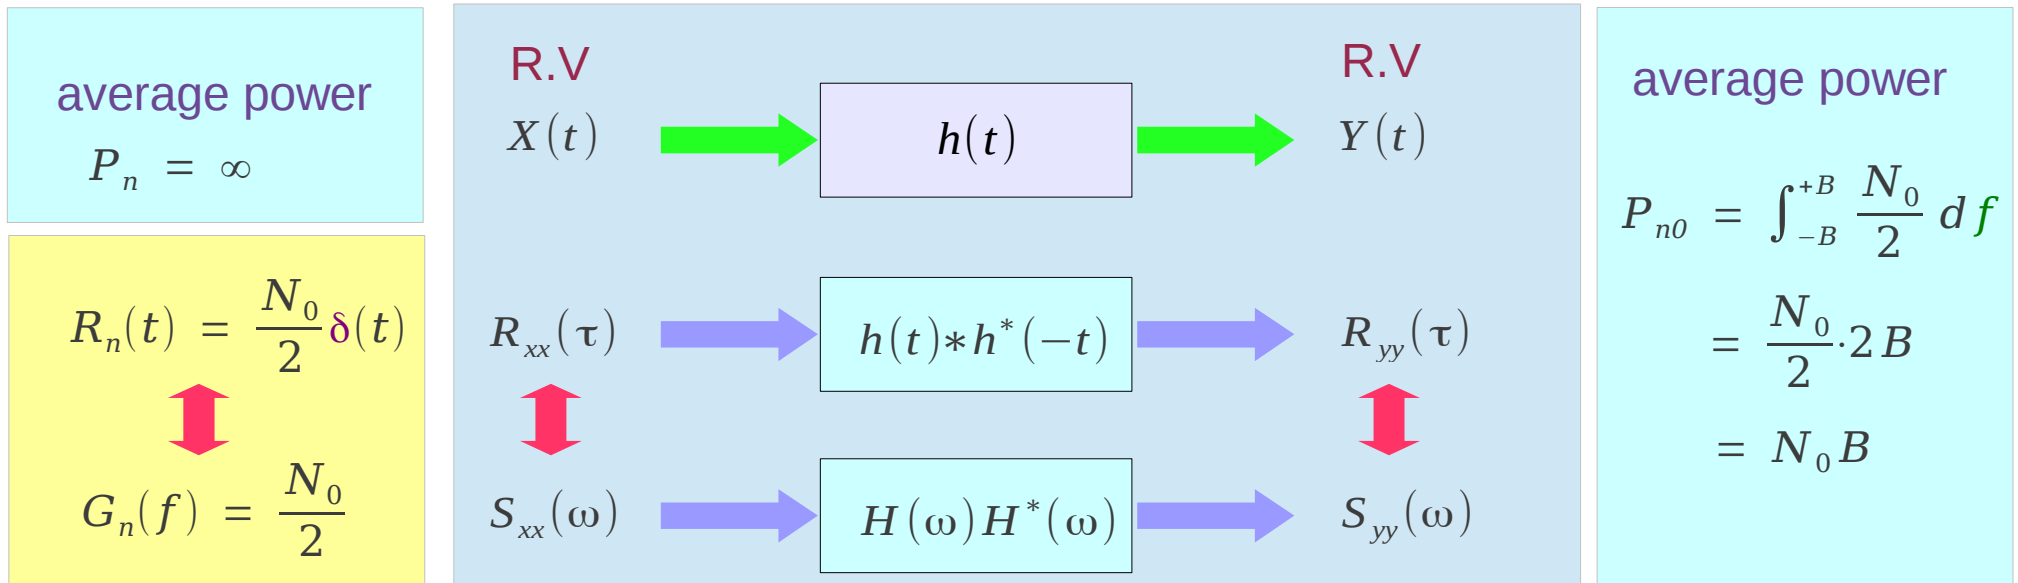 average power
P_n = ∞
R_n(t) = N_0/2 δ(t)
G_n(f) = N_0/2
R.V R.V
X(t) h(t) Y(t)
R_xx(τ) h(t)*h^*(−t) R_yy(τ)
S_xx(ω) H(ω)H^*(ω) S_yy(ω)
average power
P_n0 = ∫_−B^+B N_0/2 df
= N_0/2 · 2B
= N_0 B